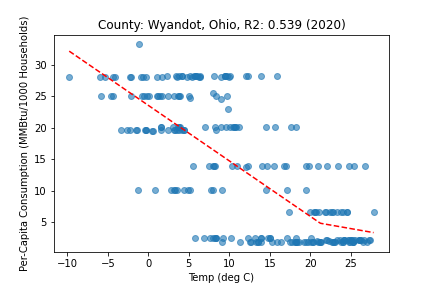 County: Wyandot, Ohio, R2: 0.539 (2020)
Per-Capita Consumption (MMBtu/1000 Households)
30
25
20
15
10
5
−10 −5 0 5 10 15 20 25
Temp (deg C)